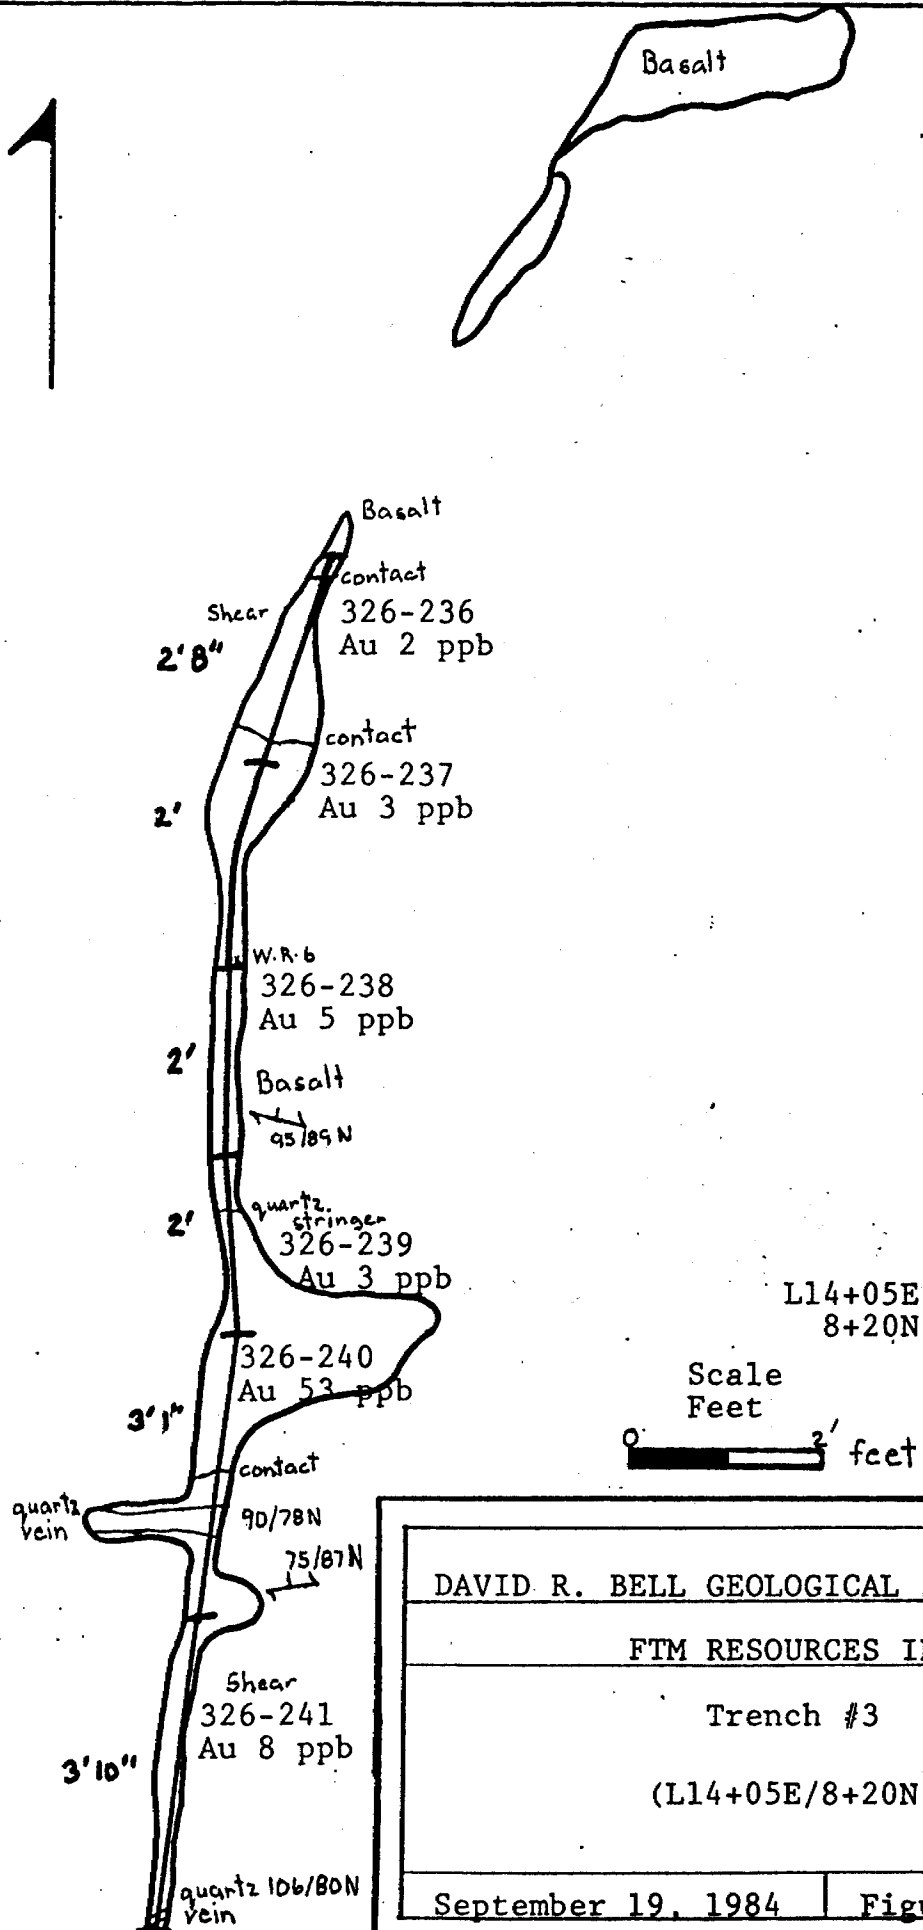 Basalt
Basalt
contact
Shear
326-236
Au 2 ppb
2'8"
contact
326-237
Au 3 ppb
2'
W.R.6
326-238
Au 5 ppb
2'
Basalt
95/89N
2'
quartz
stringer
326-239
Au 3 ppb
L14+05E
8+20N
326-240
Au 53 ppb
Scale
Feet
3'1"
0 2' feet
contact
quartz
vein
90/78N
75/87N
DAVID R. BELL GEOLOGICAL
FTM RESOURCES I
Shear
326-241
Au 8 ppb
Trench #3
3'10"
(L14+05E/8+20N
quartz 106/80N
vein
September 19, 1984 Figu